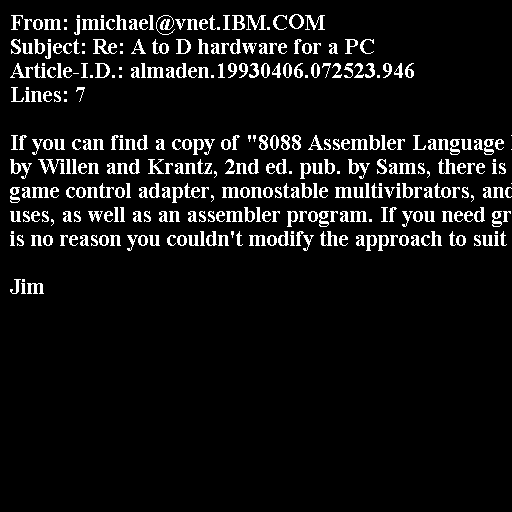 From: jmichael@vnet.IBM.COM
Subject: Re: A to D hardware for a PC
Article-I.D.: almaden.19930406.072523.946
Lines: 7

If you can find a copy of "8088 Assembler Language
by Willen and Krantz, 2nd ed. pub. by Sams, there is
game control adapter, monostable multivibrators, and
uses, as well as an assembler program. If you need
is no reason you couldn't modify the approach to suit

Jim